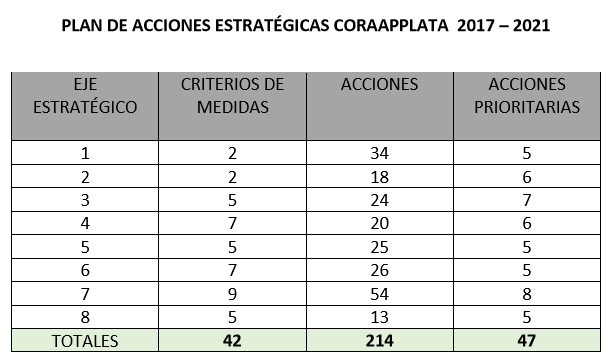 PLAN DE ACCIONES ESTRATÉGICAS CORAAPPLATA 2017 – 2021
EJE ESTRATÉGICO CRITERIOS DE MEDIDAS ACCIONES ACCIONES PRIORITARIAS
1 2 34 5
2 2 18 6
3 5 24 7
4 7 20 6
5 5 25 5
6 7 26 5
7 9 54 8
8 5 13 5
TOTALES 42 214 47